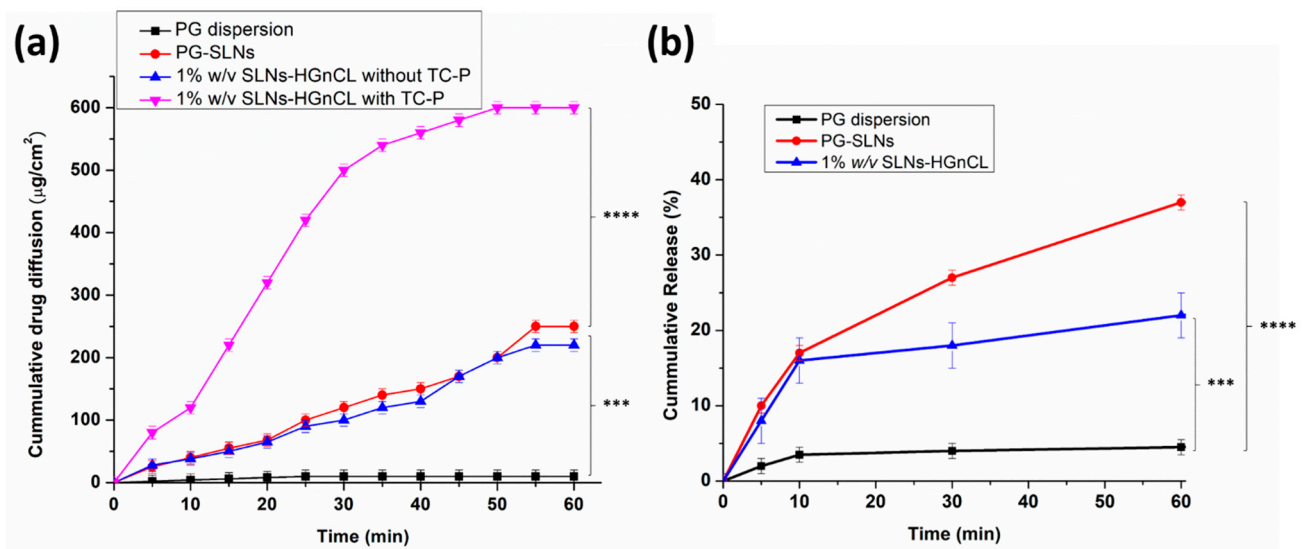 (a)
PG dispersion
PG-SLNs
1% w/v SLNs-HGnCL without TC-P
1% w/v SLNs-HGnCL with TC-P
Cummulative drug diffusion (μg/cm²)
600
500
400
300
200
100
0
****
***
0 10 20 30 40 50 60
Time (min)
(b)
PG dispersion
PG-SLNs
1% w/v SLNs-HGnCL
Cummulative Release (%)
50
40
30
20
10
0
****
***
0 10 20 30 40 50 60
Time (min)